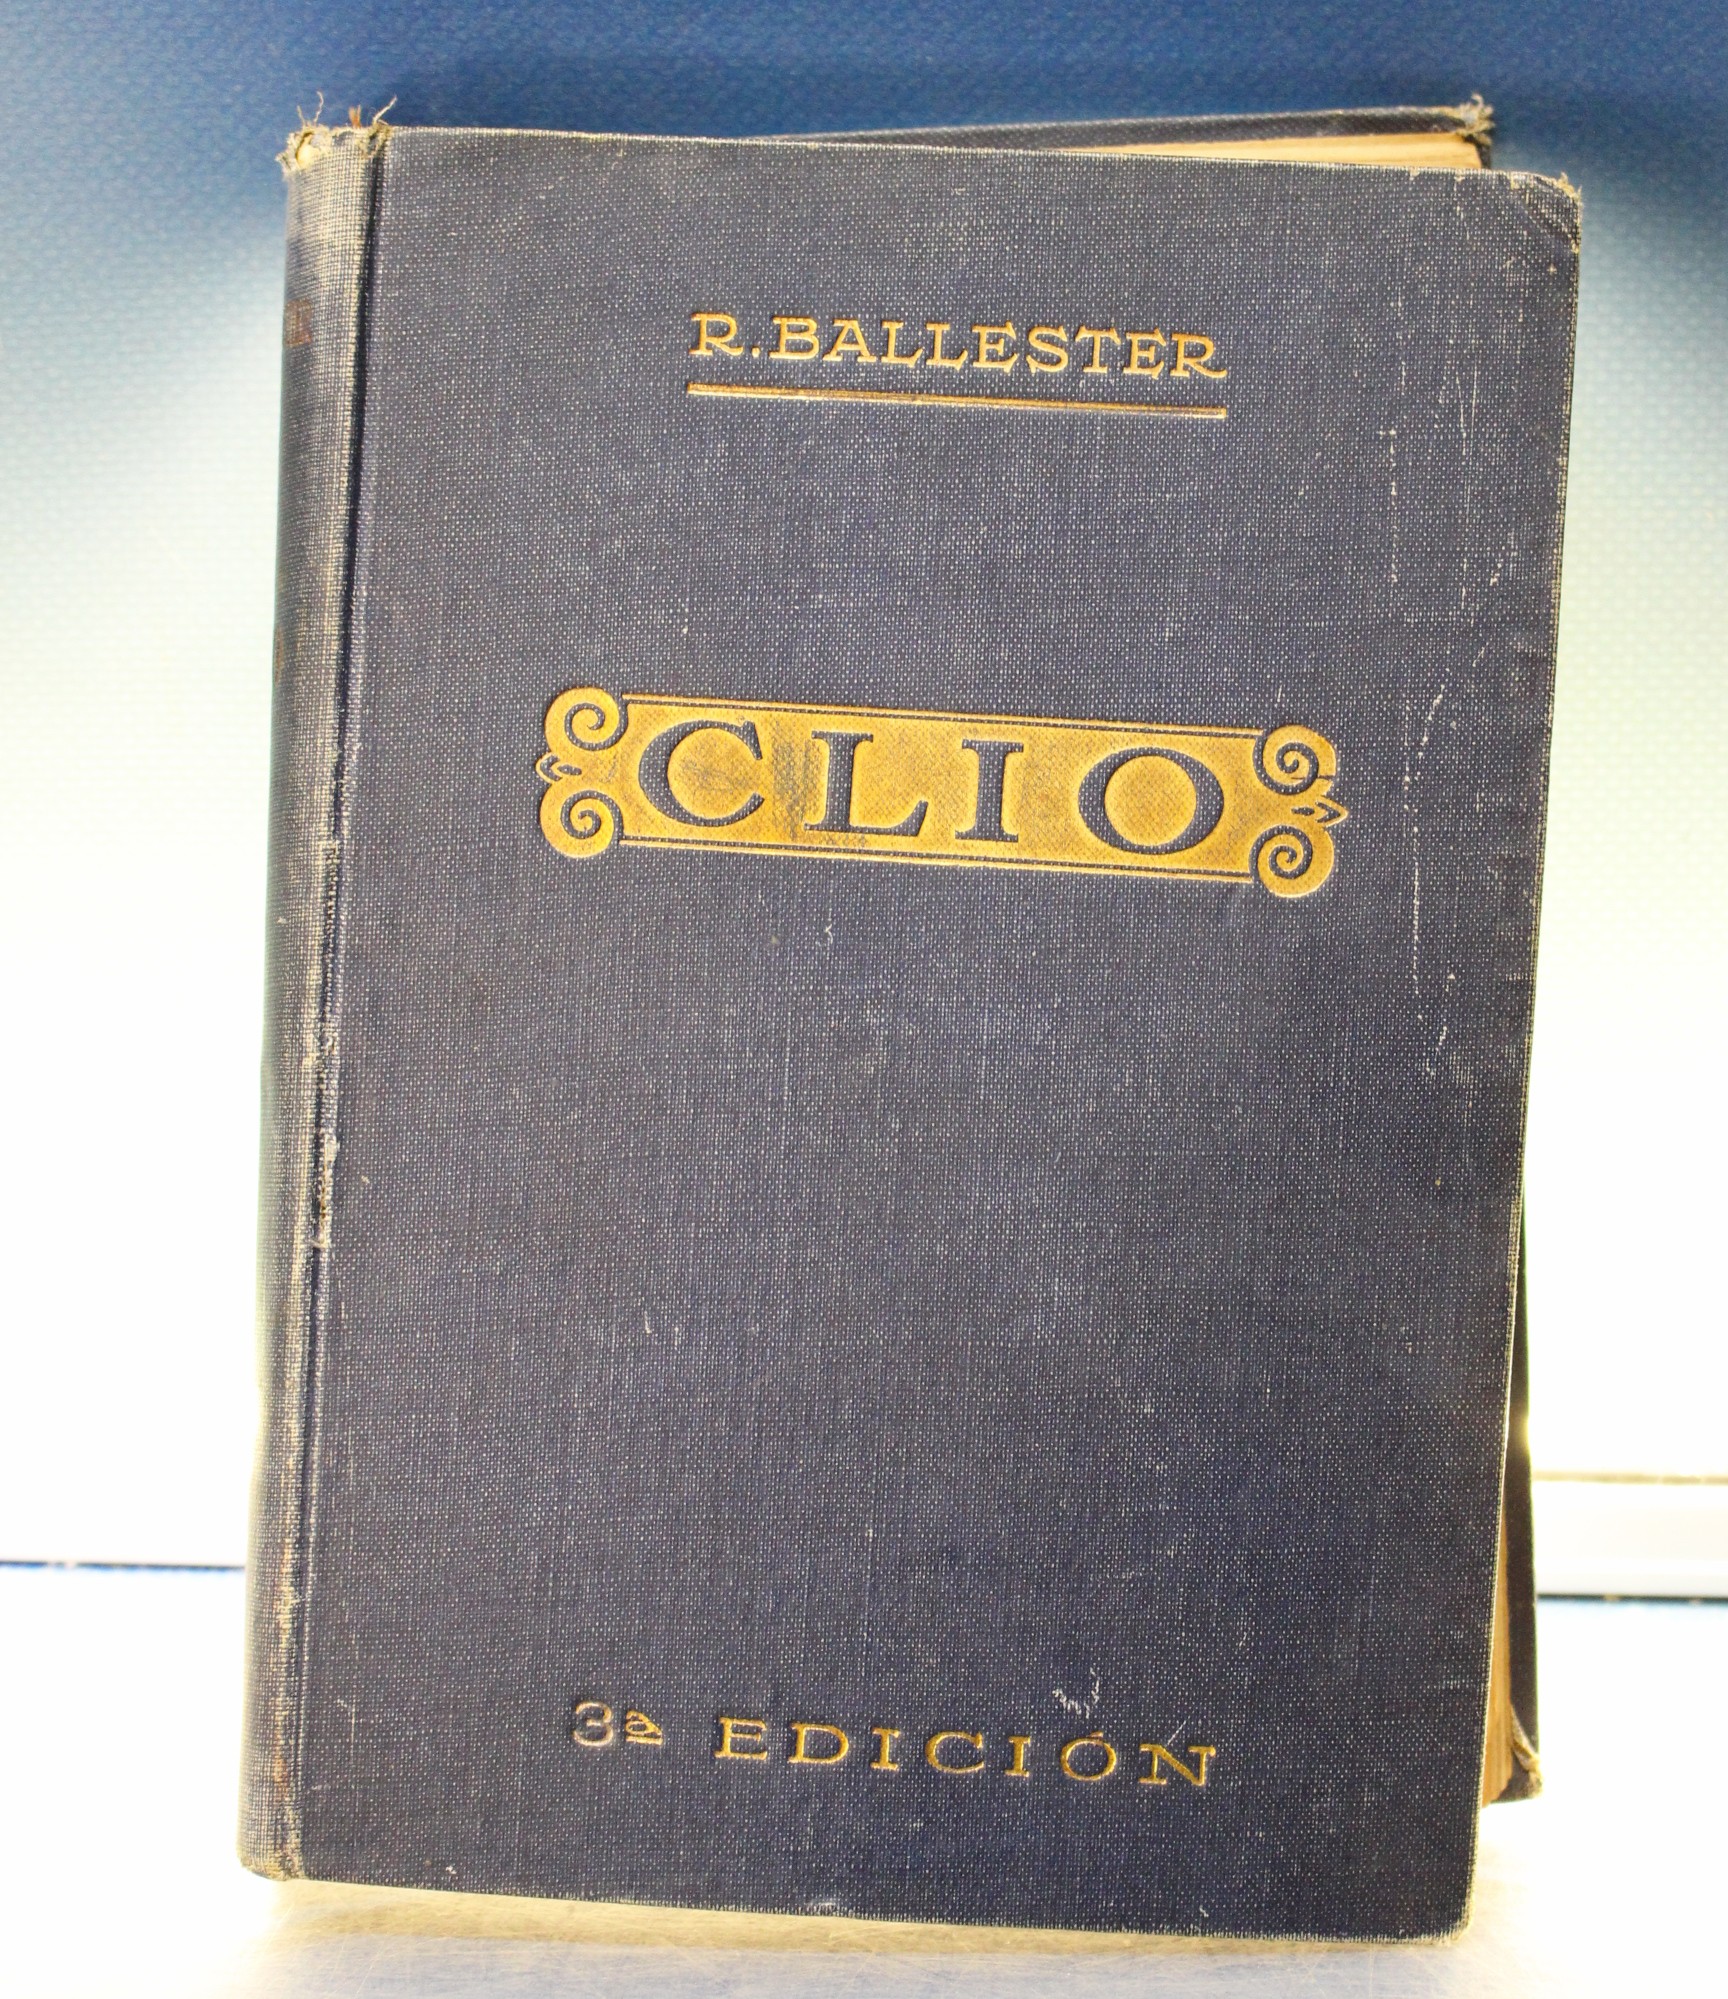 R. BALLESTER
CLIO
3ª EDICIÓN